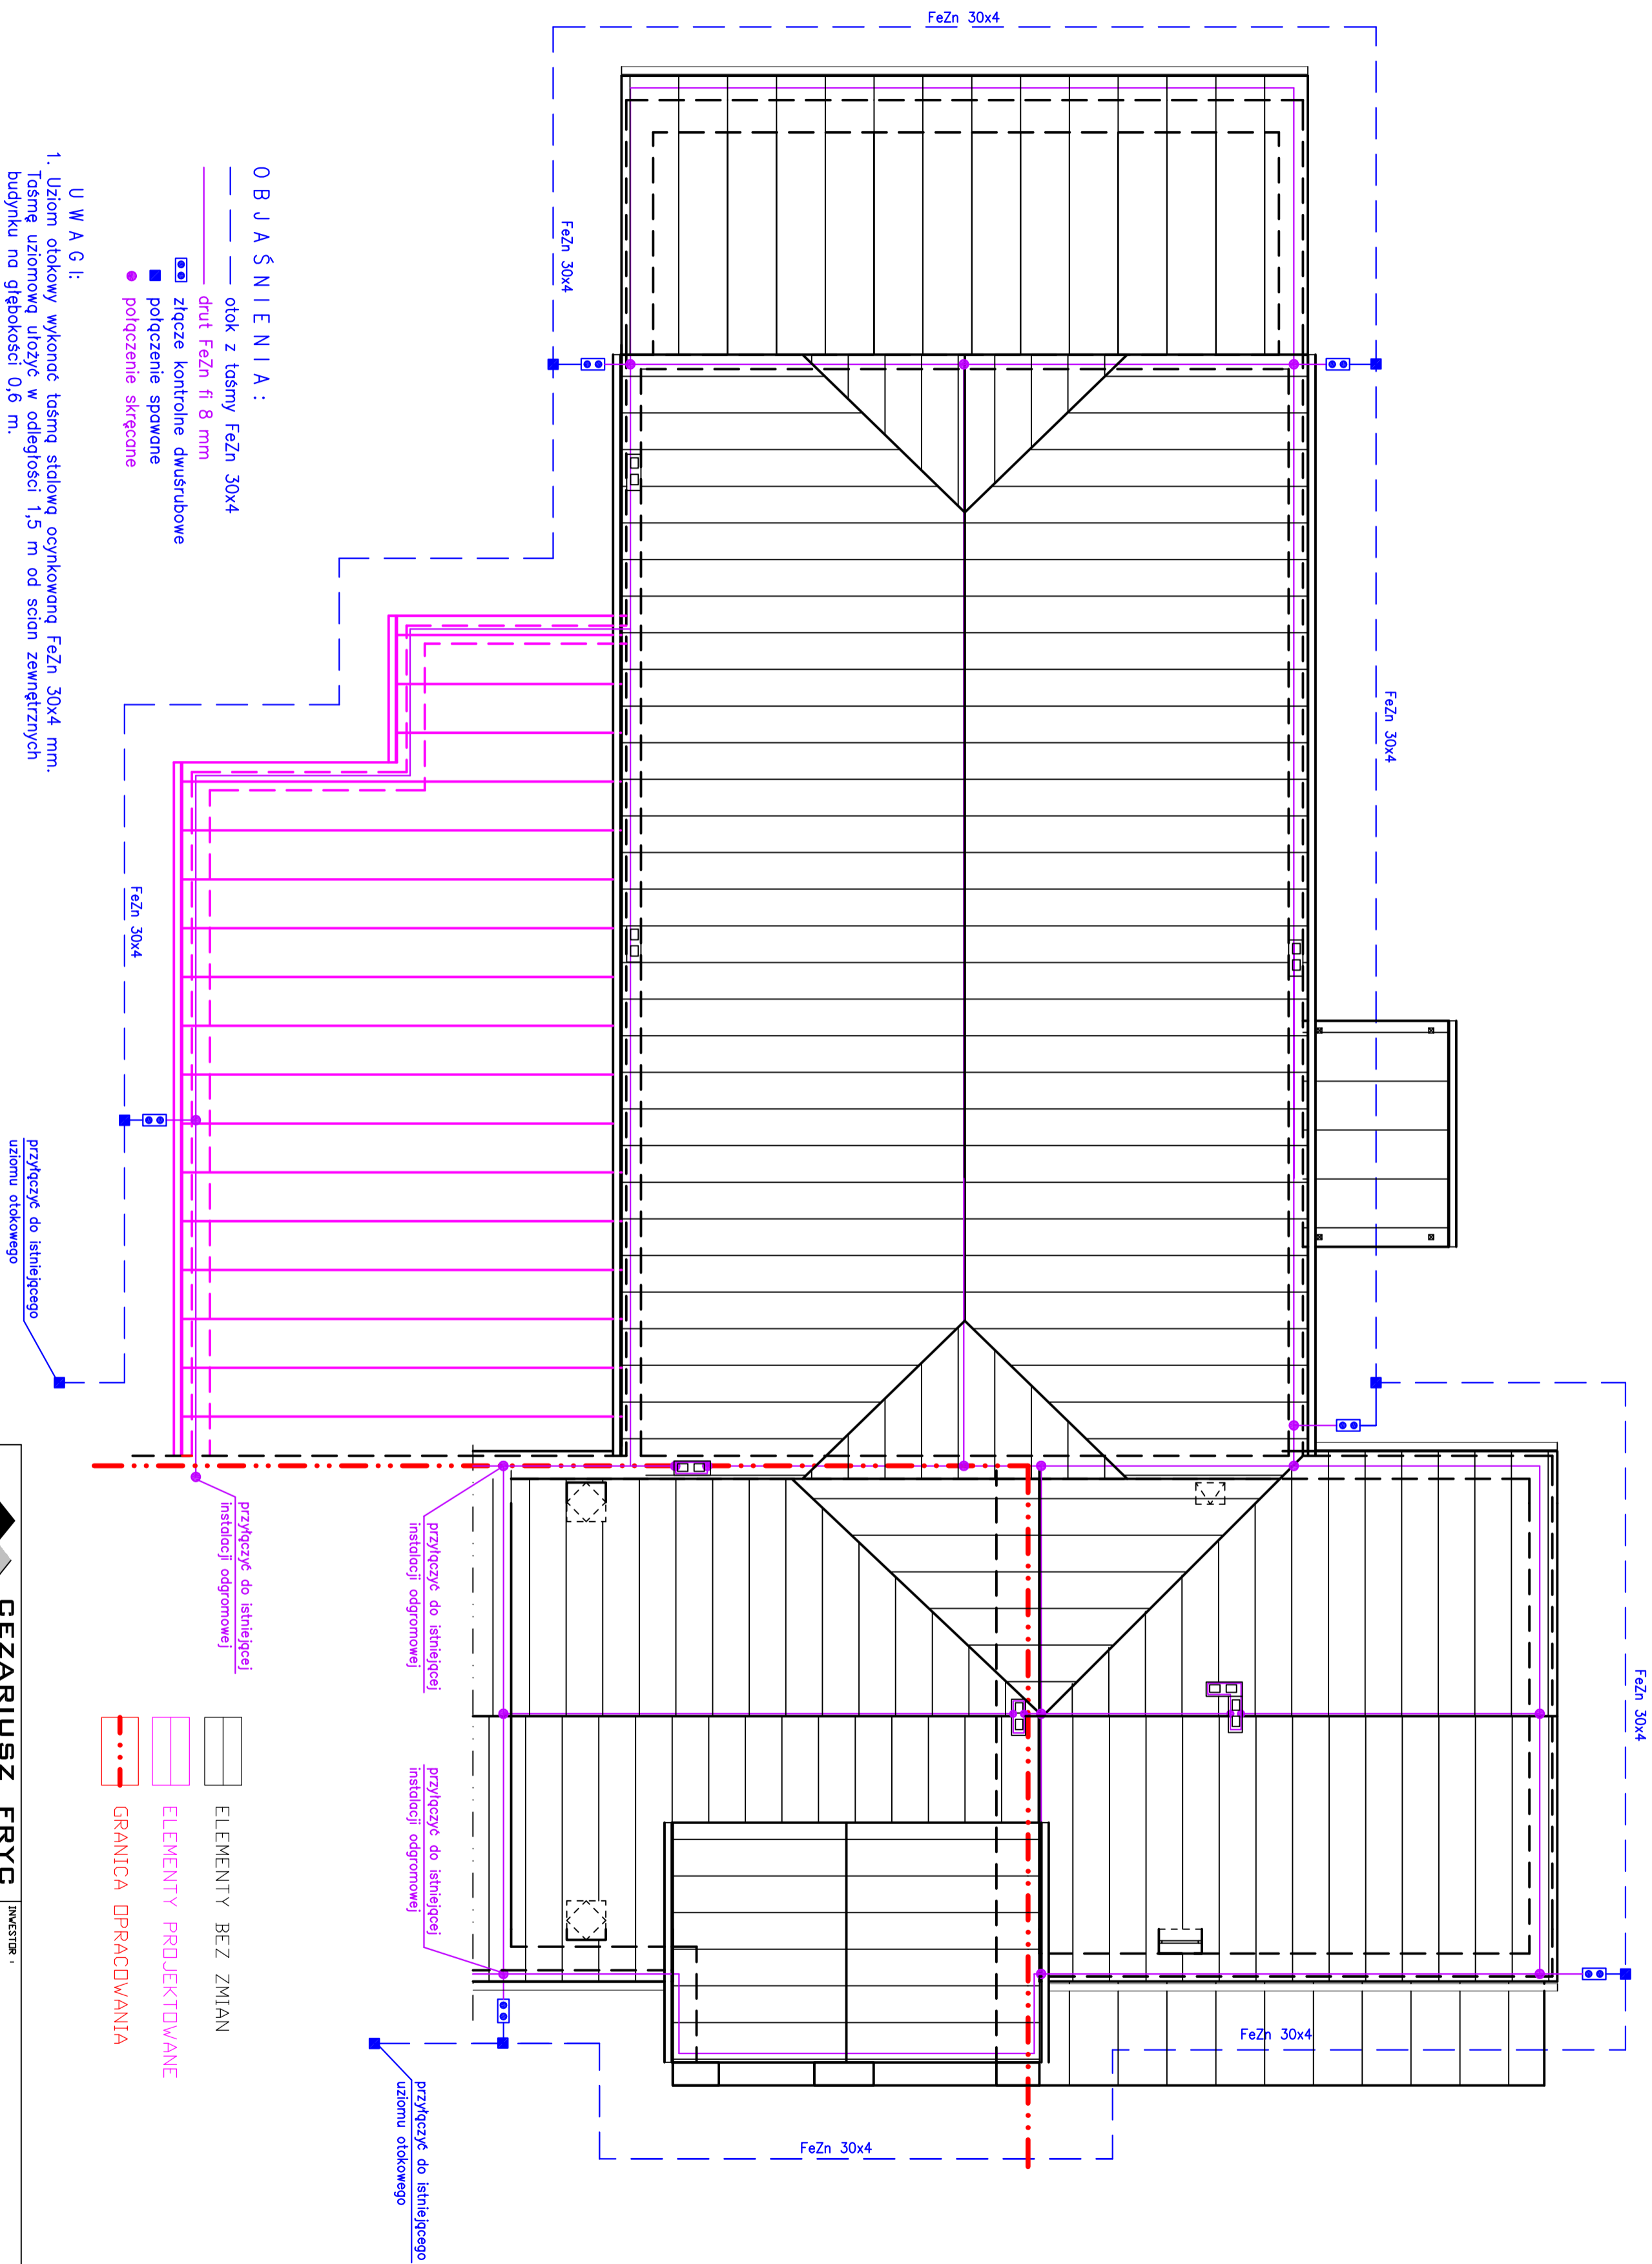 FeZn 30x4
FeZn 30x4
FeZn 30x4
FeZn 30x4
FeZn 30x4
FeZn 30x4
FeZn 30x4
O B J A Ś N I E N I A :
otok z taśmy FeZn 30x4
drut FeZn fi 8 mm
złącze kontrolne dwuśrubowe
połączenie spawane
połączenie skręcane
U W A G I:
1. Uziom otokowy wykonać taśmą stalową ocynkowaną FeZn 30x4 mm.
Taśmę uziomową ułożyć w odległości 1,5 m od scian zewnętrznych
budynku na głębokości 0,6 m.
przyłączyć do istniejącego
uziomu otokowego
przyłączyć do istniejącej
instalacji odgromowej
przyłączyć do istniejącej
instalacji odgromowej
przyłączyć do istniejącej
instalacji odgromowej
przyłączyć do istniejącego
uziomu otokowego
ELEMENTY BEZ ZMIAN
ELEMENTY PROJEKTOWANE
GRANICA OPRACOWANIA
CEZARIUSZ FRYC
INWESTOR :